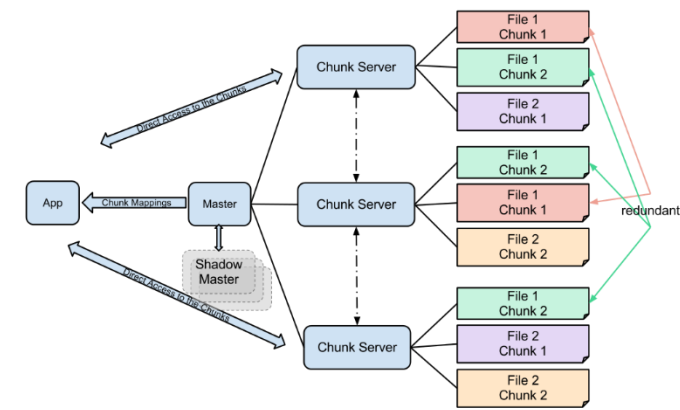 File 1
Chunk 1
Chunk Server
File 1
Chunk 2
Direct Access to the Chunks
File 2
Chunk 1
File 1
Chunk 2
App
Chunk Mappings
Master
Chunk Server
File 1
Chunk 1
redundant
Shadow
Master
File 2
Chunk 2
Direct Access to the Chunks
File 1
Chunk 2
Chunk Server
File 2
Chunk 1
File 2
Chunk 2